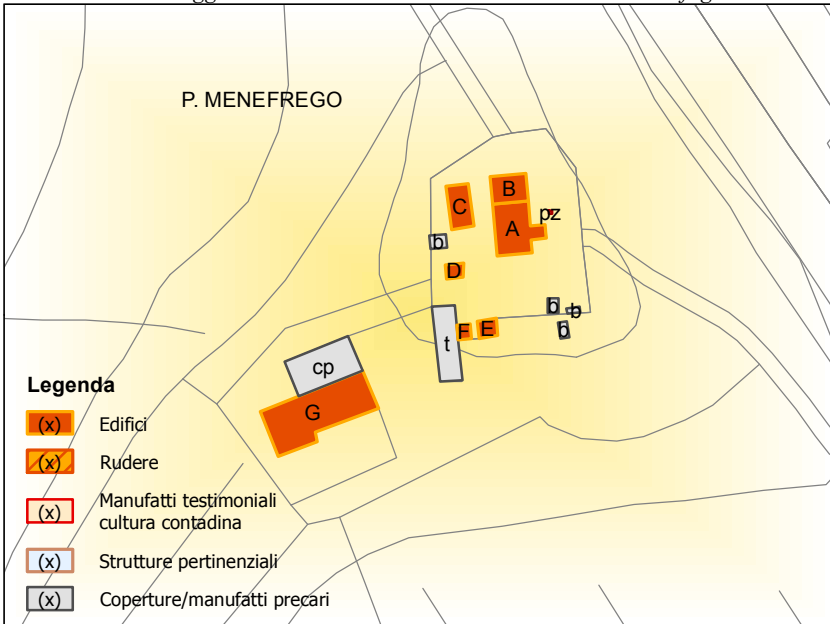 P. MENEFREGO
B
C
pz
A
b
D
b
b
t
F
E
b
cp
G
Legenda
(x) Edifici
(x) Rudere
(x) Manufatti testimoniali
cultura contadina
(x) Strutture pertinenziali
(x) Coperture/manufatti precari